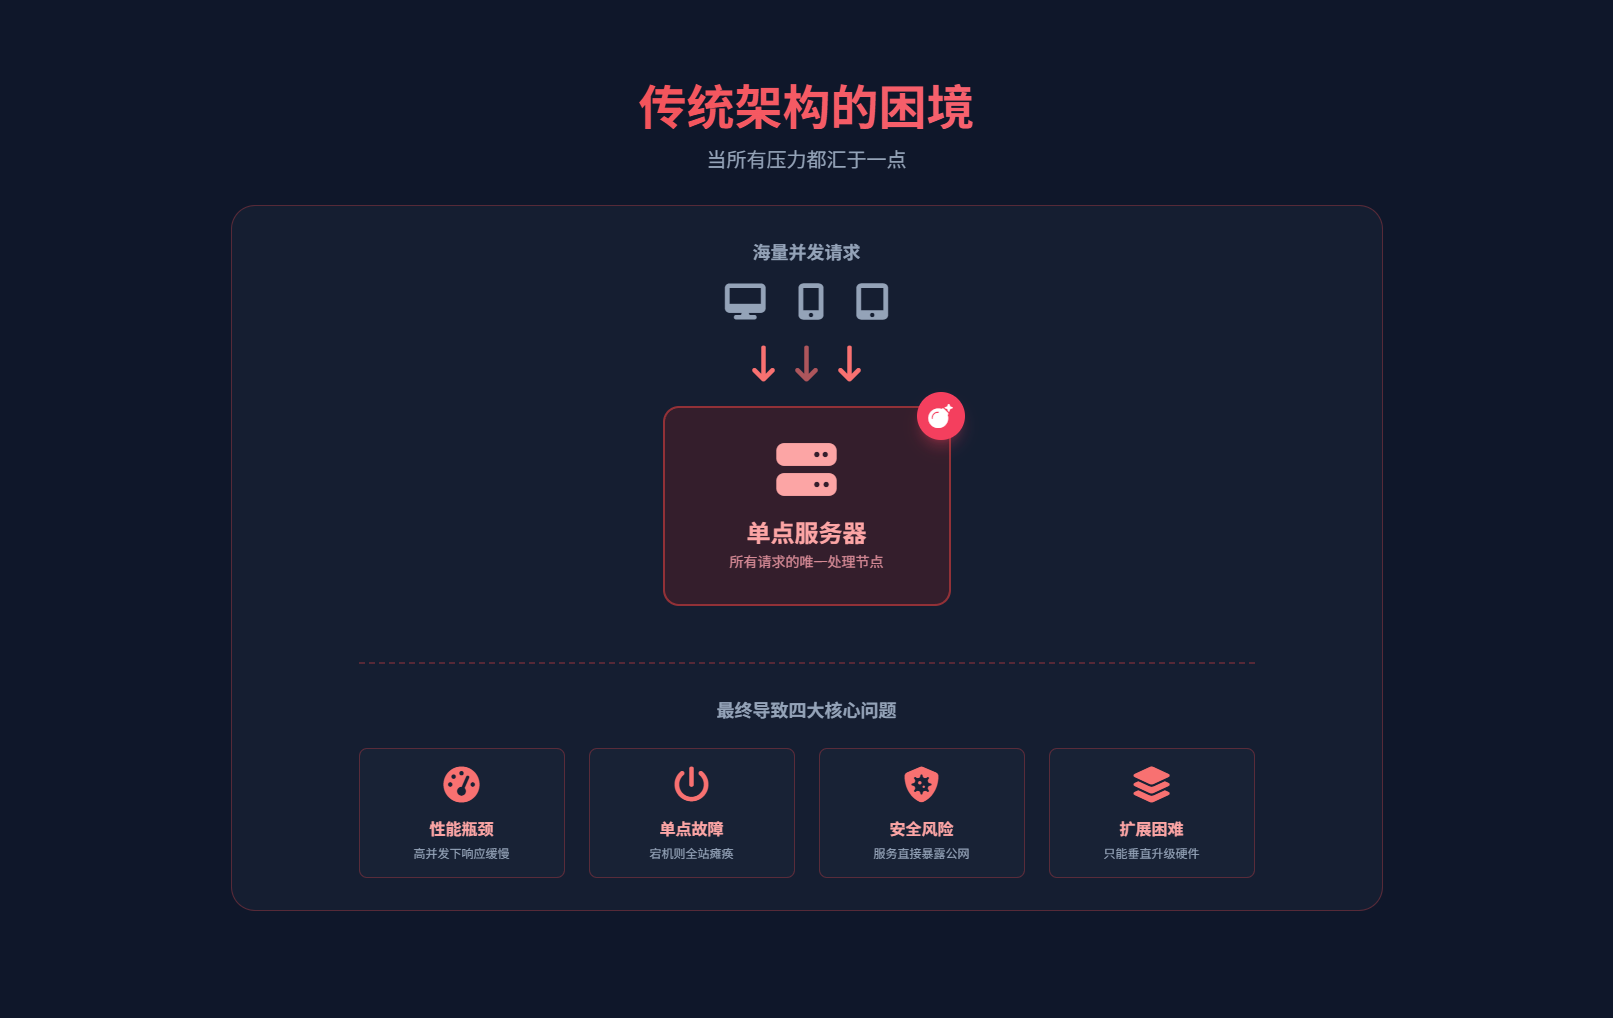 传统架构的困境
当所有压力都汇于一点
海量并发请求
单点服务器
所有请求的唯一处理节点
最终导致四大核心问题
性能瓶颈
高并发下响应缓慢
单点故障
宕机则全站瘫痪
安全风险
服务直接暴露公网
扩展困难
只能垂直升级硬件